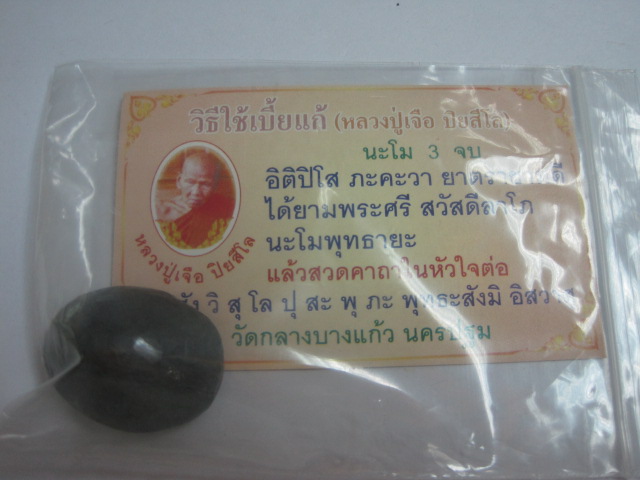 วิธีใช้เบี้ยแก้ (หลวงปู่เจือ ปิยสีโล)
นะโม 3 จบ
อิติปิโส ภะคะวา
ได้ยามพระศรี สวัสดีลาโภ
นะโมพุทธายะ
แล้วสวดคาถาในหัวใจต่อ
วิ สุ โล ปุ สะ พุ ภะ พุทธะสังมิ
วัดกลางบางแก้ว นครปฐม
หลวงปู่เจือ ปิยสีโล